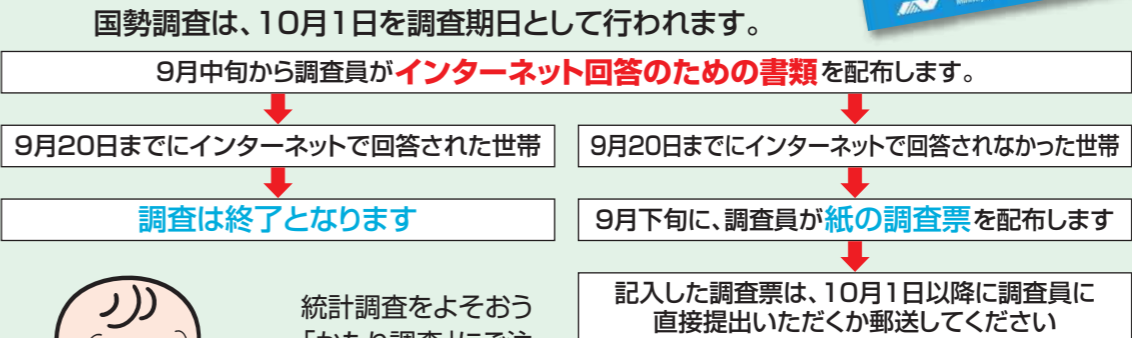 国勢調査は、10月1日を調査期日として行われます。
9月中旬から調査員がインターネット回答のための書類を配布します。
9月20日までにインターネットで回答された世帯
調査は終了となります
9月20日までにインターネットで回答されなかった世帯
9月下旬に、調査員が紙の調査票を配布します
記入した調査票は、10月1日以降に調査員に
直接提出いただくか郵送してください
統計調査をよそおう